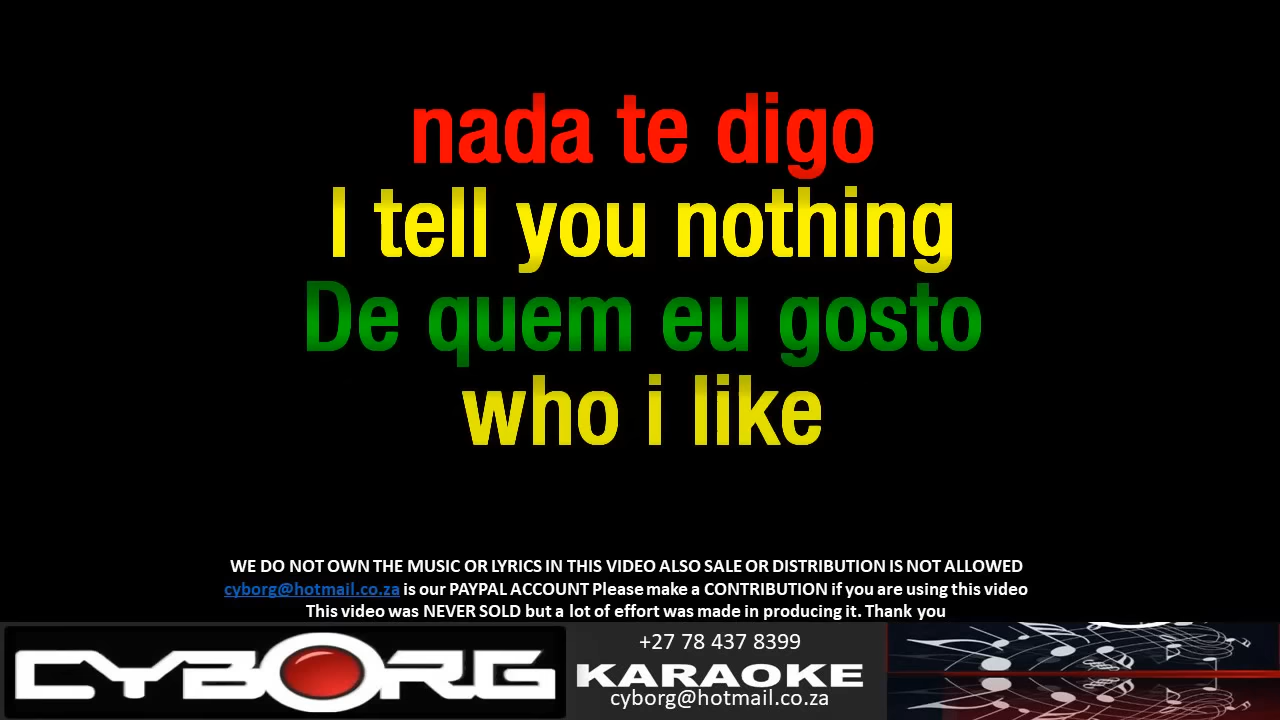 nada te digo
I tell you nothing
De quem eu gosto
who i like
WE DO NOT OWN THE MUSIC OR LYRICS IN THIS VIDEO ALSO SALE OR DISTRIBUTION IS NOT ALLOWED
cyborg@hotmail.co.za is our PAYPAL ACCOUNT Please make a CONTRIBUTION if you are using this video
This video was NEVER SOLD but a lot of effort was made in producing it. Thank you
CYBORG
+27 78 437 8399
KARAOKE
cyborg@hotmail.co.za